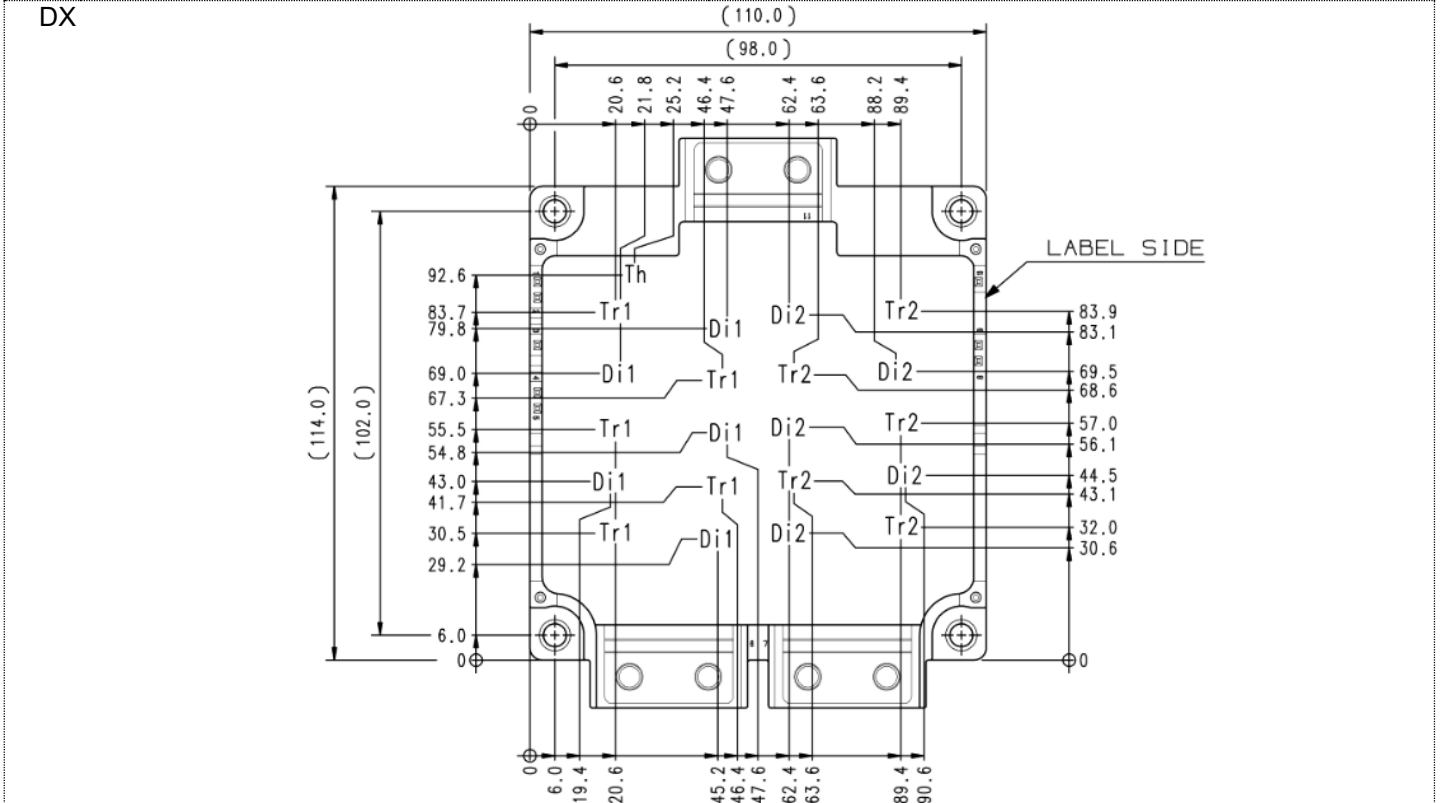 DX
(110.0)
(98.0)
0
20.6
21.8
25.2
46.4
47.6
62.4
63.6
88.2
89.4
11
LABEL SIDE
92.6
Th
83.7
Tr1
Di2
Tr2
83.9
79.8
Di1
83.1
69.0
Di1
Tr1
Tr2
Di2
69.5
67.3
68.6
(114.0)
(102.0)
55.5
Tr1
Di1
Di2
Tr2
57.0
54.8
56.1
43.0
Di1
Tr1
Tr2
Di2
44.5
41.7
43.1
30.5
Tr1
Di1
Di2
Tr2
32.0
29.2
30.6
6.0
0
0
0
6.0
19.4
20.6
45.2
46.4
47.6
62.4
63.6
89.4
90.6